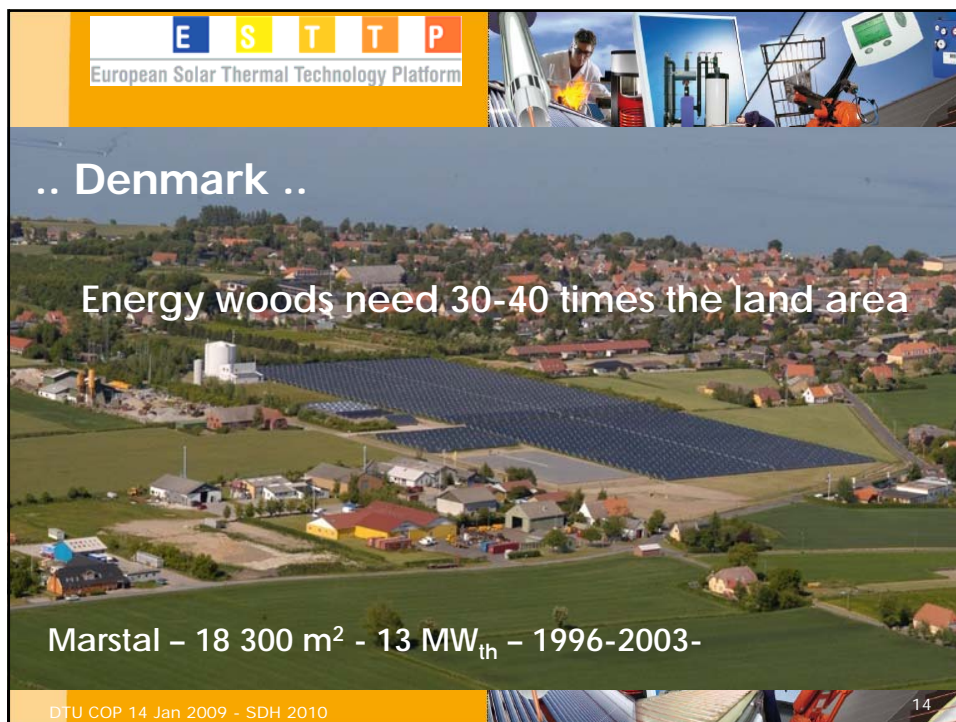 E S T T P
European Solar Thermal Technology Platform
.. Denmark ..
Energy woods need 30-40 times the land area
Marstal – 18 300 m² - 13 MWₜₕ – 1996-2003-
DTU COP 14 Jan 2009 - SDH 2010
14